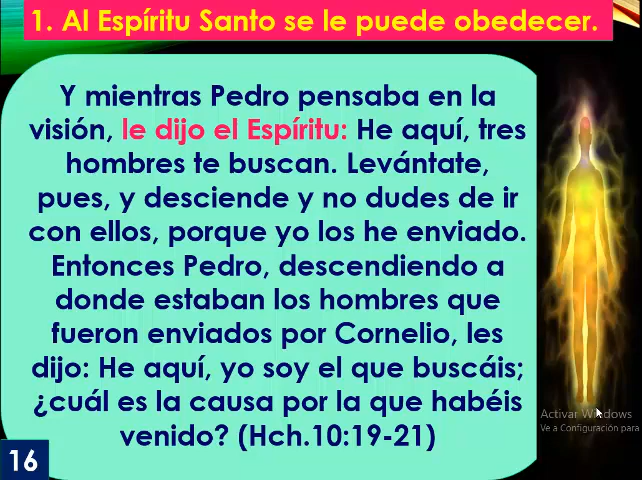 1. Al Espíritu Santo se le puede obedecer.
Y mientras Pedro pensaba en la
visión, le dijo el Espíritu: He aquí, tres
hombres te buscan. Levántate,
pues, y desciende y no dudes de ir
con ellos, porque yo los he enviado.
Entonces Pedro, descendiendo a
donde estaban los hombres que
fueron enviados por Cornelio, les
dijo: He aquí, yo soy el que buscáis;
¿cuál es la causa por la que habéis
venido? (Hch.10:19-21)
Activar Windows
Ve a Configuración para
16